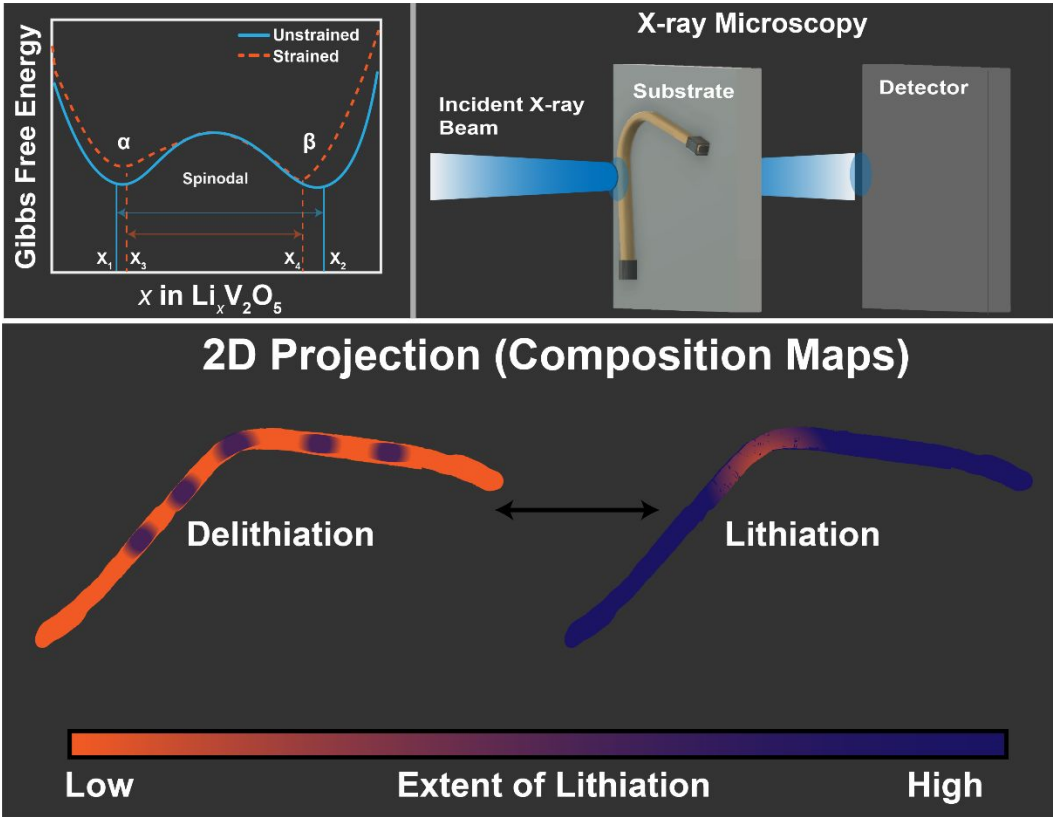 Gibbs Free Energy
Unstrained
Strained
α
β
Spinodal
X₁
X₃
X₄
X₂
x in LiₓV₂O₅
X-ray Microscopy
Incident X-ray
Beam
Substrate
Detector
2D Projection (Composition Maps)
Delithiation
Lithiation
Low
Extent of Lithiation
High